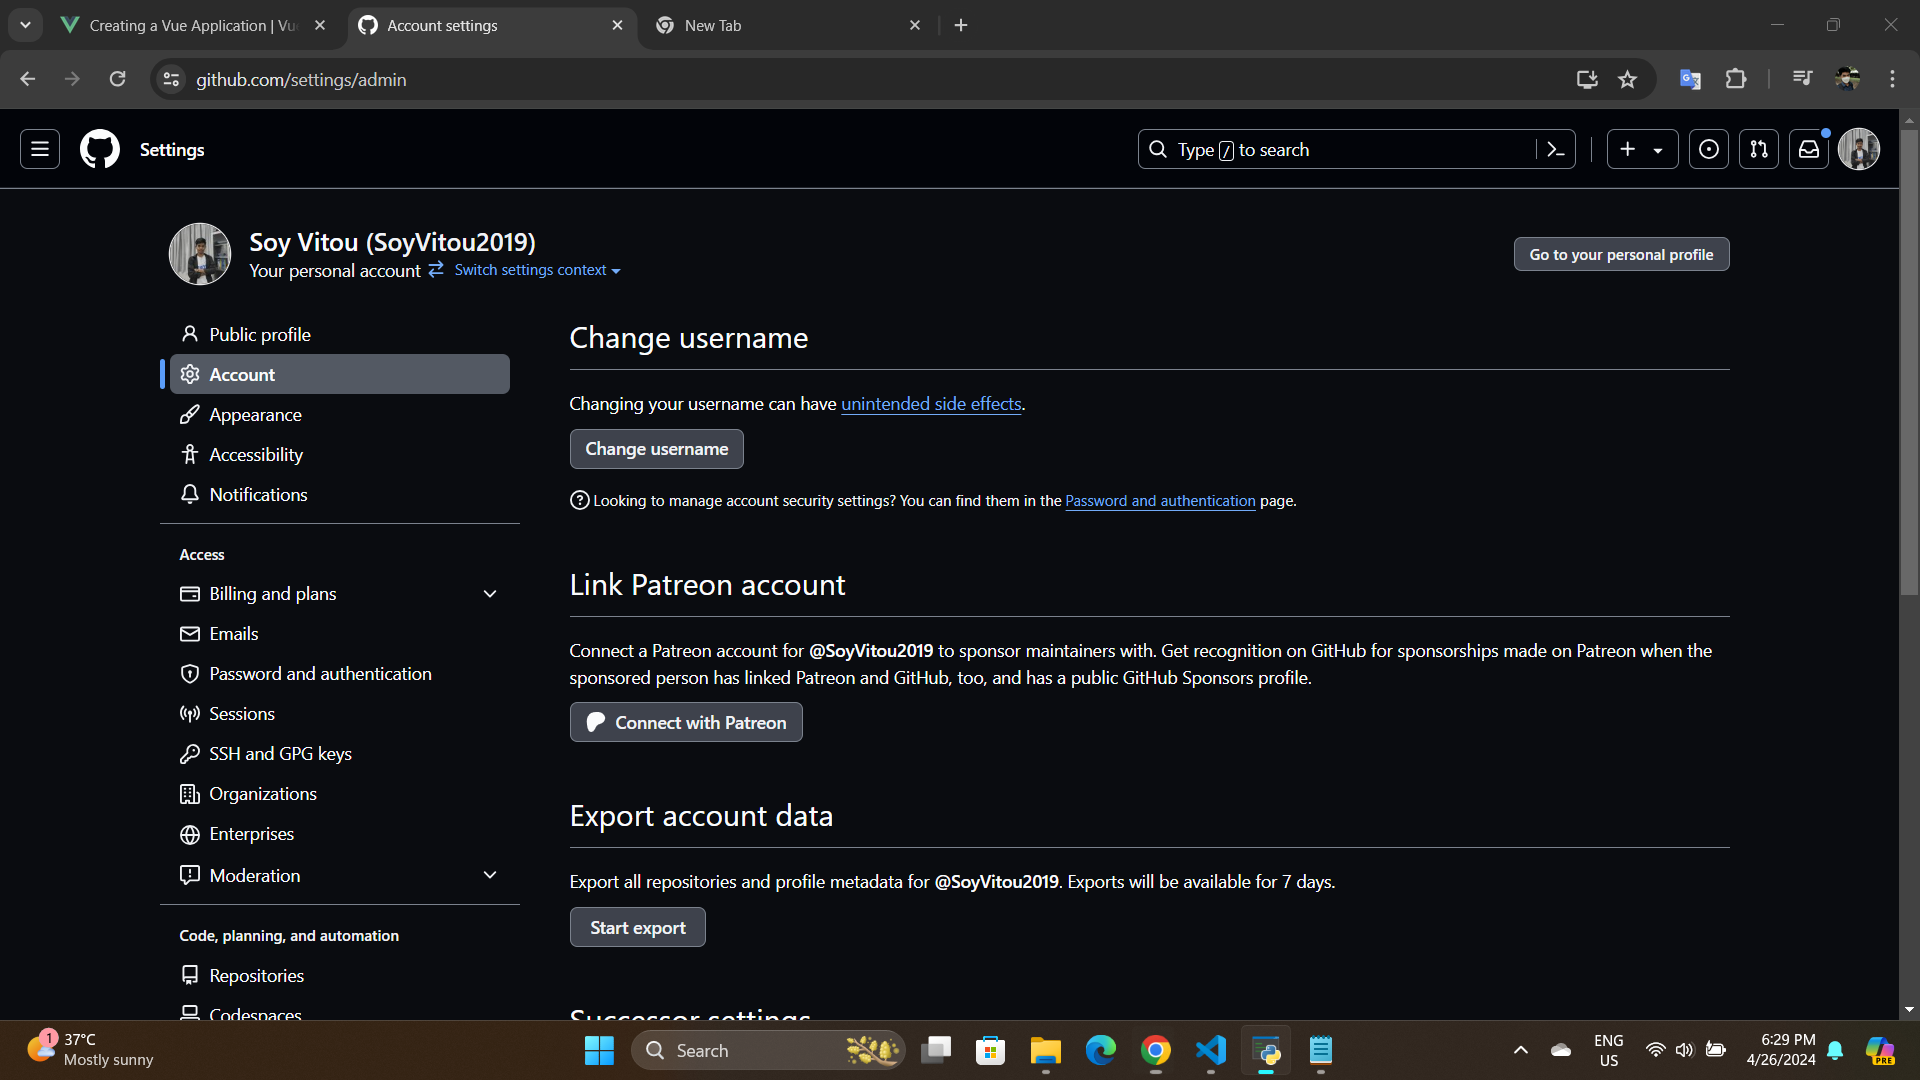 Creating a Vue Application | Vu
Account settings
New Tab
github.com/settings/admin
Settings
Type / to search
Soy Vitou (SoyVitou2019)
Your personal account
Switch settings context
Go to your personal profile
Public profile
Account
Appearance
Accessibility
Notifications
Access
Billing and plans
Emails
Password and authentication
Sessions
SSH and GPG keys
Organizations
Enterprises
Moderation
Code, planning, and automation
Repositories
Codespaces
Change username
Changing your username can have unintended side effects.
Change username
Looking to manage account security settings? You can find them in the Password and authentication page.
Link Patreon account
Connect a Patreon account for @SoyVitou2019 to sponsor maintainers with. Get recognition on GitHub for sponsorships made on Patreon when the
sponsored person has linked Patreon and GitHub, too, and has a public GitHub Sponsors profile.
Connect with Patreon
Export account data
Export all repositories and profile metadata for @SoyVitou2019. Exports will be available for 7 days.
Start export
Successor settings
1
37°C
Mostly sunny
Search
ENG
US
6:29 PM
4/26/2024
PRE